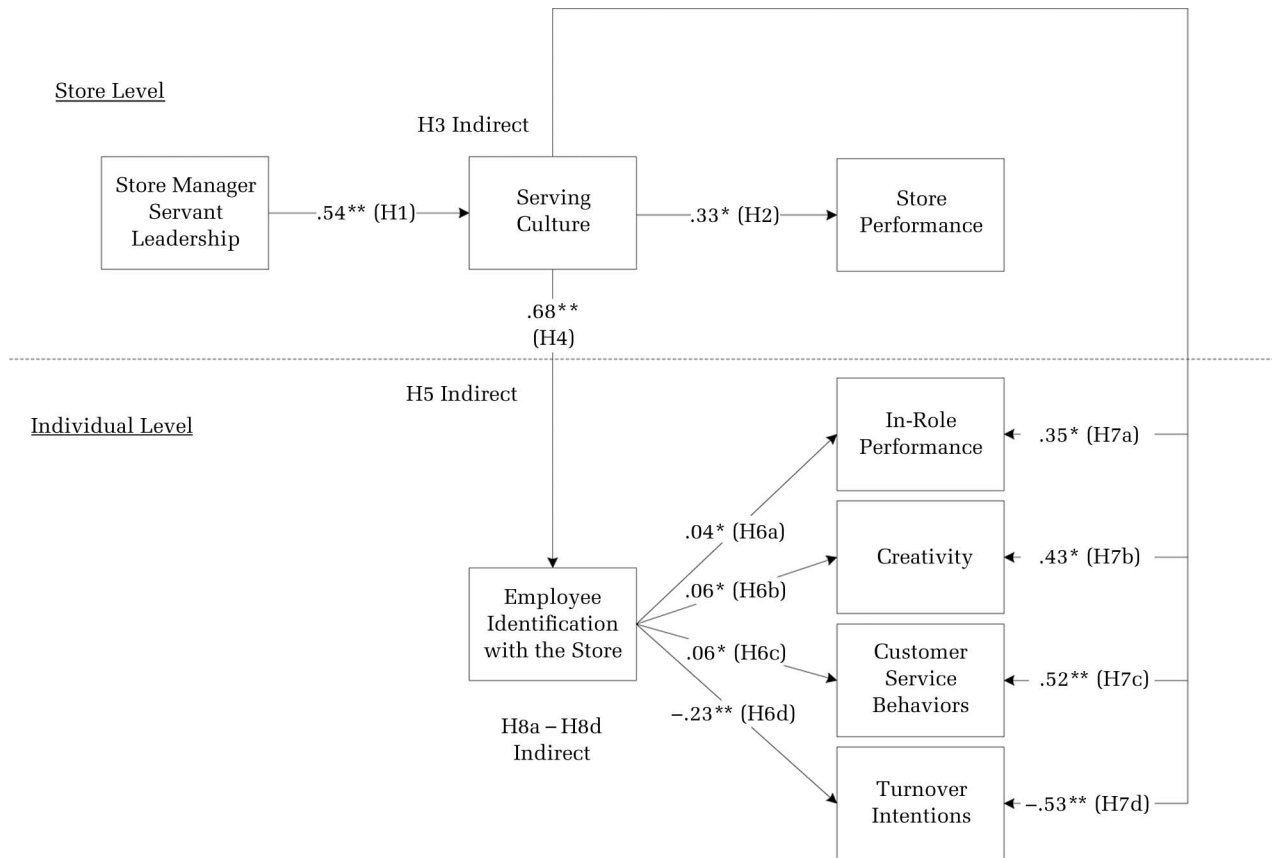 Store Level
H3 Indirect
Store Manager
Servant
Leadership
.54** (H1)
Serving
Culture
.33* (H2)
Store
Performance
.68**
(H4)
H5 Indirect
Individual Level
In-Role
Performance
.35* (H7a)
.04* (H6a)
Creativity
.43* (H7b)
.06* (H6b)
Employee
Identification
with the Store
.06* (H6c)
Customer
Service
Behaviors
.52** (H7c)
–.23** (H6d)
H8a – H8d
Indirect
Turnover
Intentions
–.53** (H7d)